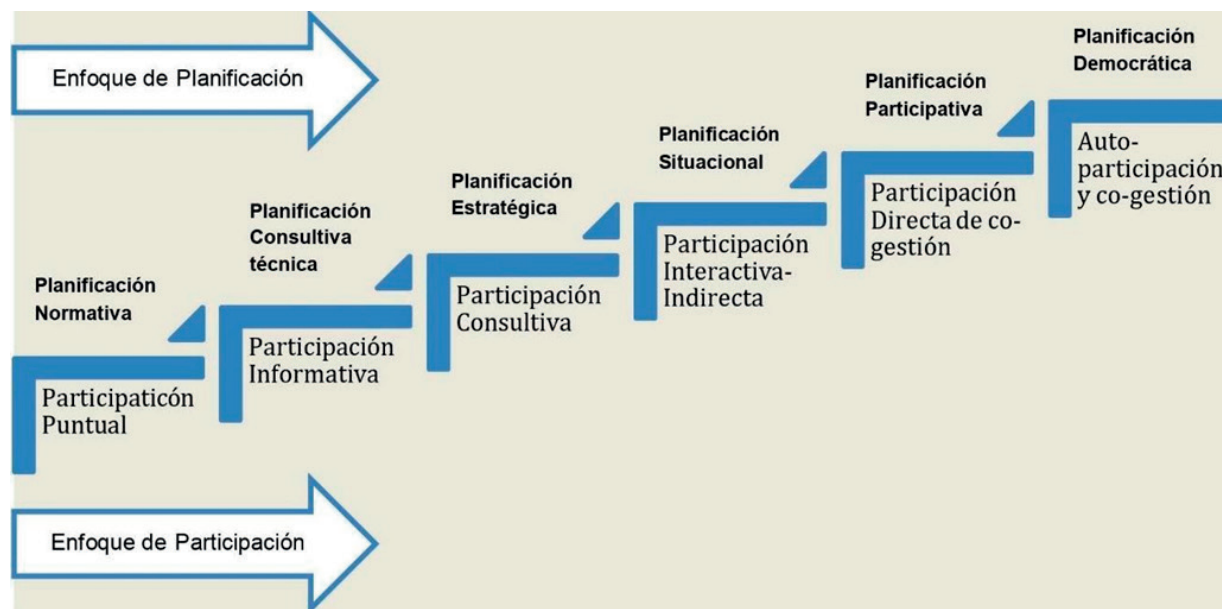 Enfoque de Planificación
Planificación
Normativa
Participaticón
Puntual
Planificación
Consultiva
técnica
Participación
Informativa
Planificación
Estratégica
Participación
Consultiva
Planificación
Situacional
Participación
Interactiva-
Indirecta
Planificación
Participativa
Participación
Directa de co-
gestión
Planificación
Democrática
Auto-
participación
y co-gestión
Enfoque de Participación